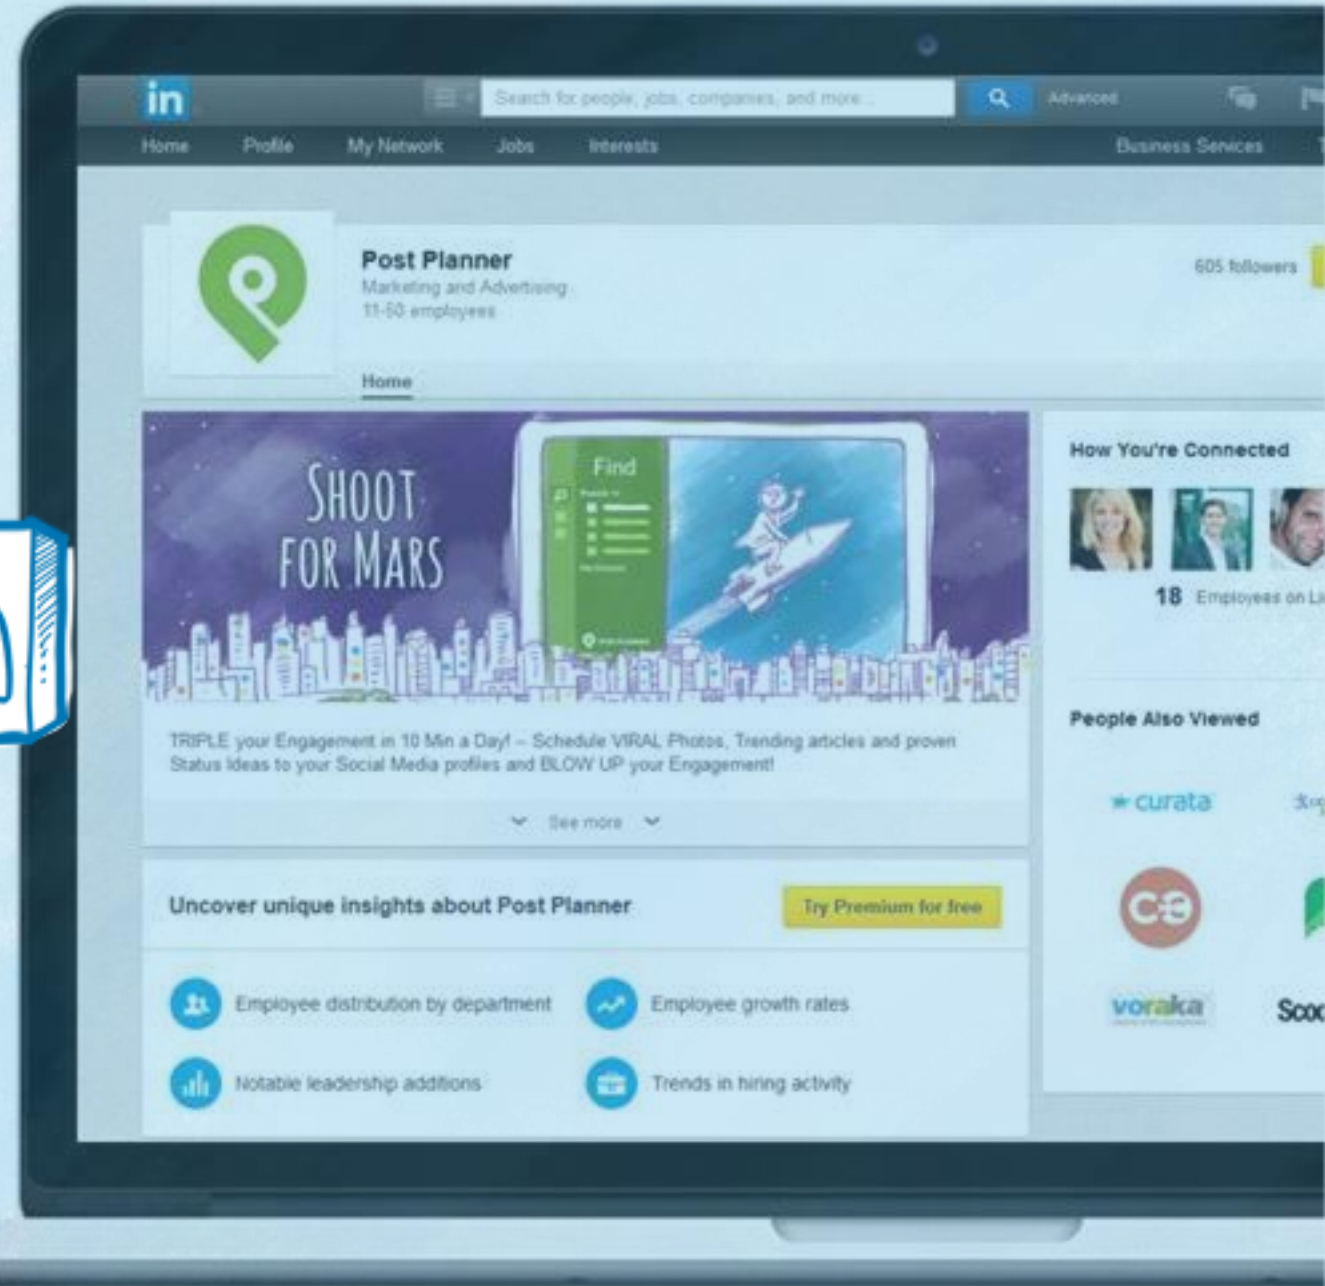 in
Search for people, jobs, companies, and more...
Advanced
Home Profile My Network Jobs Interests Business Services
Post Planner
Marketing and Advertising
11-50 employees
605 followers
Home
SHOOT
FOR MARS
Find
How You're Connected
18 Employees on
TRIPLE your Engagement in 10 Min a Day! – Schedule VIRAL Photos, Trending articles and proven
Status Ideas to your Social Media profiles and BLOW UP your Engagement!
See more
People Also Viewed
curata
voraka
Uncover unique insights about Post Planner
Try Premium for free
Employee distribution by department
Employee growth rates
Notable leadership additions
Trends in hiring activity